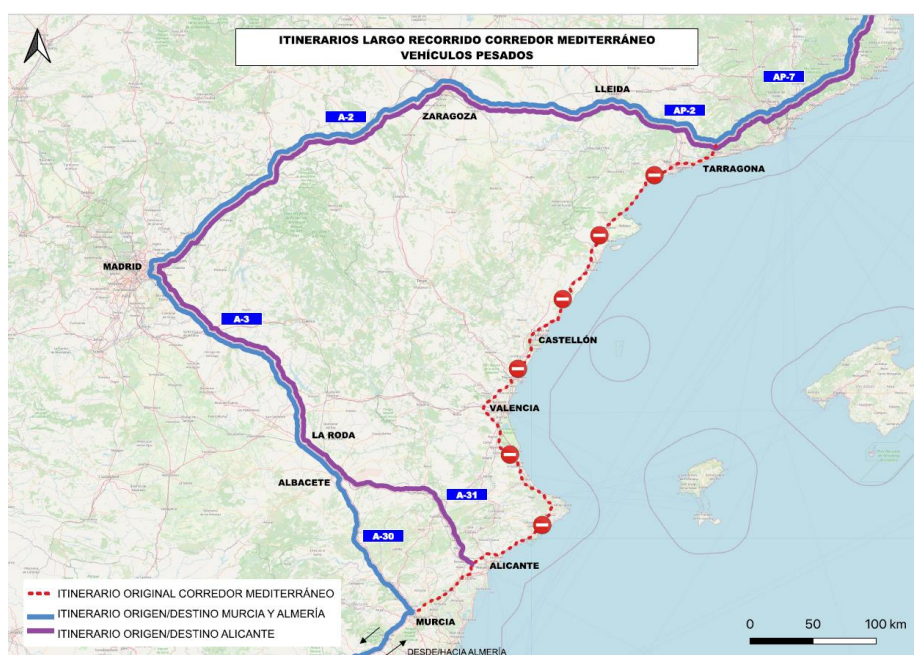 ITINERARIOS LARGO RECORRIDO CORREDOR MEDITERRÁNEO
VEHÍCULOS PESADOS
AP-7
LLEIDA
AP-2
A-2
ZARAGOZA
TARRAGONA
MADRID
A-3
CASTELLÓN
VALENCIA
LA RODA
ALBACETE
A-31
A-30
ALICANTE
ITINERARIO ORIGINAL CORREDOR MEDITERRÁNEO
ITINERARIO ORIGEN/DESTINO MURCIA Y ALMERÍA
ITINERARIO ORIGEN/DESTINO ALICANTE
MURCIA
DESDE/HACIA ALMERÍA
0 50 100 km